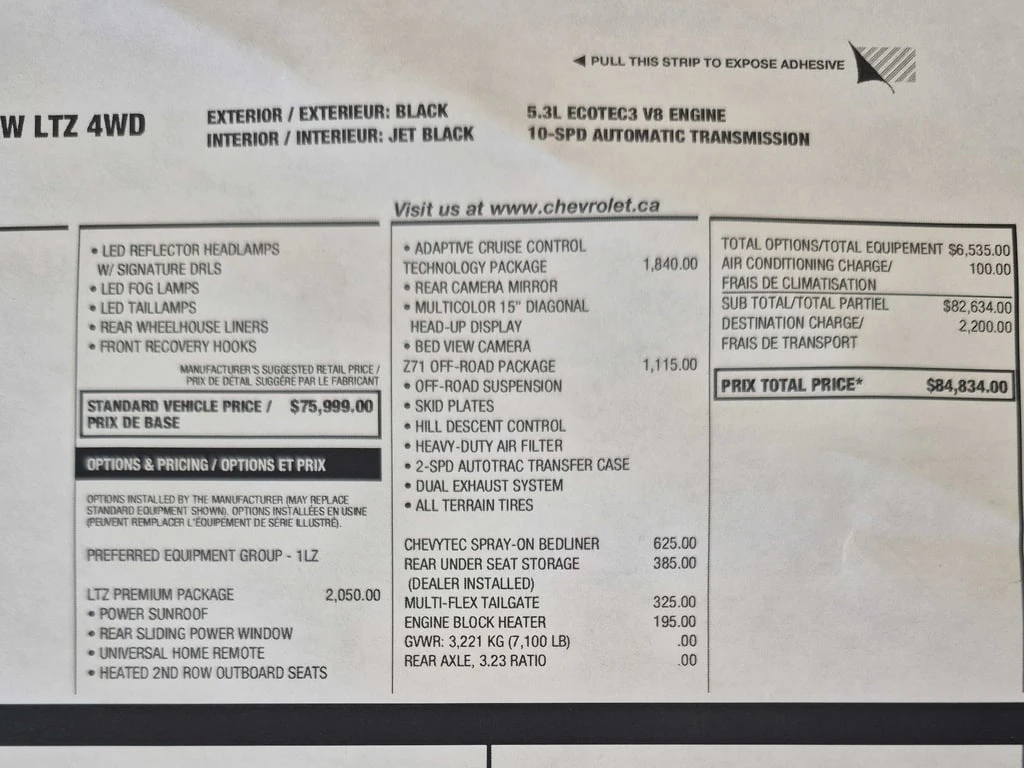 PULL THIS STRIP TO EXPOSE ADHESIVE
W LTZ 4WD
EXTERIOR / EXTERIEUR: BLACK
INTERIOR / INTERIEUR: JET BLACK
5.3L ECOTEC3 V8 ENGINE
10-SPD AUTOMATIC TRANSMISSION
Visit us at www.chevrolet.ca
• LED REFLECTOR HEADLAMPS
W/ SIGNATURE DRLS
• LED FOG LAMPS
• LED TAILLAMPS
• REAR WHEELHOUSE LINERS
• FRONT RECOVERY HOOKS
MANUFACTURER'S SUGGESTED RETAIL PRICE /
PRIX DE DÉTAIL SUGGÉRÉ PAR LE FABRICANT
STANDARD VEHICLE PRICE / $75,999.00
PRIX DE BASE
OPTIONS & PRICING / OPTIONS ET PRIX
OPTIONS INSTALLED BY THE MANUFACTURER (MAY REPLACE
STANDARD EQUIPMENT SHOWN). OPTIONS INSTALLÉES EN USINE
(PEUVENT REMPLACER L'ÉQUIPEMENT DE SÉRIE ILLUSTRÉ).
PREFERRED EQUIPMENT GROUP - 1LZ
LTZ PREMIUM PACKAGE 2,050.00
• POWER SUNROOF
• REAR SLIDING POWER WINDOW
• UNIVERSAL HOME REMOTE
• HEATED 2ND ROW OUTBOARD SEATS
• ADAPTIVE CRUISE CONTROL
TECHNOLOGY PACKAGE 1,840.00
• REAR CAMERA MIRROR
• MULTICOLOR 15" DIAGONAL
HEAD-UP DISPLAY
• BED VIEW CAMERA
Z71 OFF-ROAD PACKAGE 1,115.00
• OFF-ROAD SUSPENSION
• SKID PLATES
• HILL DESCENT CONTROL
• HEAVY-DUTY AIR FILTER
• 2-SPD AUTOTRAC TRANSFER CASE
• DUAL EXHAUST SYSTEM
• ALL TERRAIN TIRES
CHEVYTEC SPRAY-ON BEDLINER 625.00
REAR UNDER SEAT STORAGE 385.00
(DEALER INSTALLED)
MULTI-FLEX TAILGATE 325.00
ENGINE BLOCK HEATER 195.00
GVWR: 3,221 KG (7,100 LB) .00
REAR AXLE, 3.23 RATIO .00
TOTAL OPTIONS/TOTAL EQUIPEMENT $6,535.00
AIR CONDITIONING CHARGE/ 100.00
FRAIS DE CLIMATISATION
SUB TOTAL/TOTAL PARTIEL $82,634.00
DESTINATION CHARGE/ 2,200.00
FRAIS DE TRANSPORT
PRIX TOTAL PRICE* $84,834.00